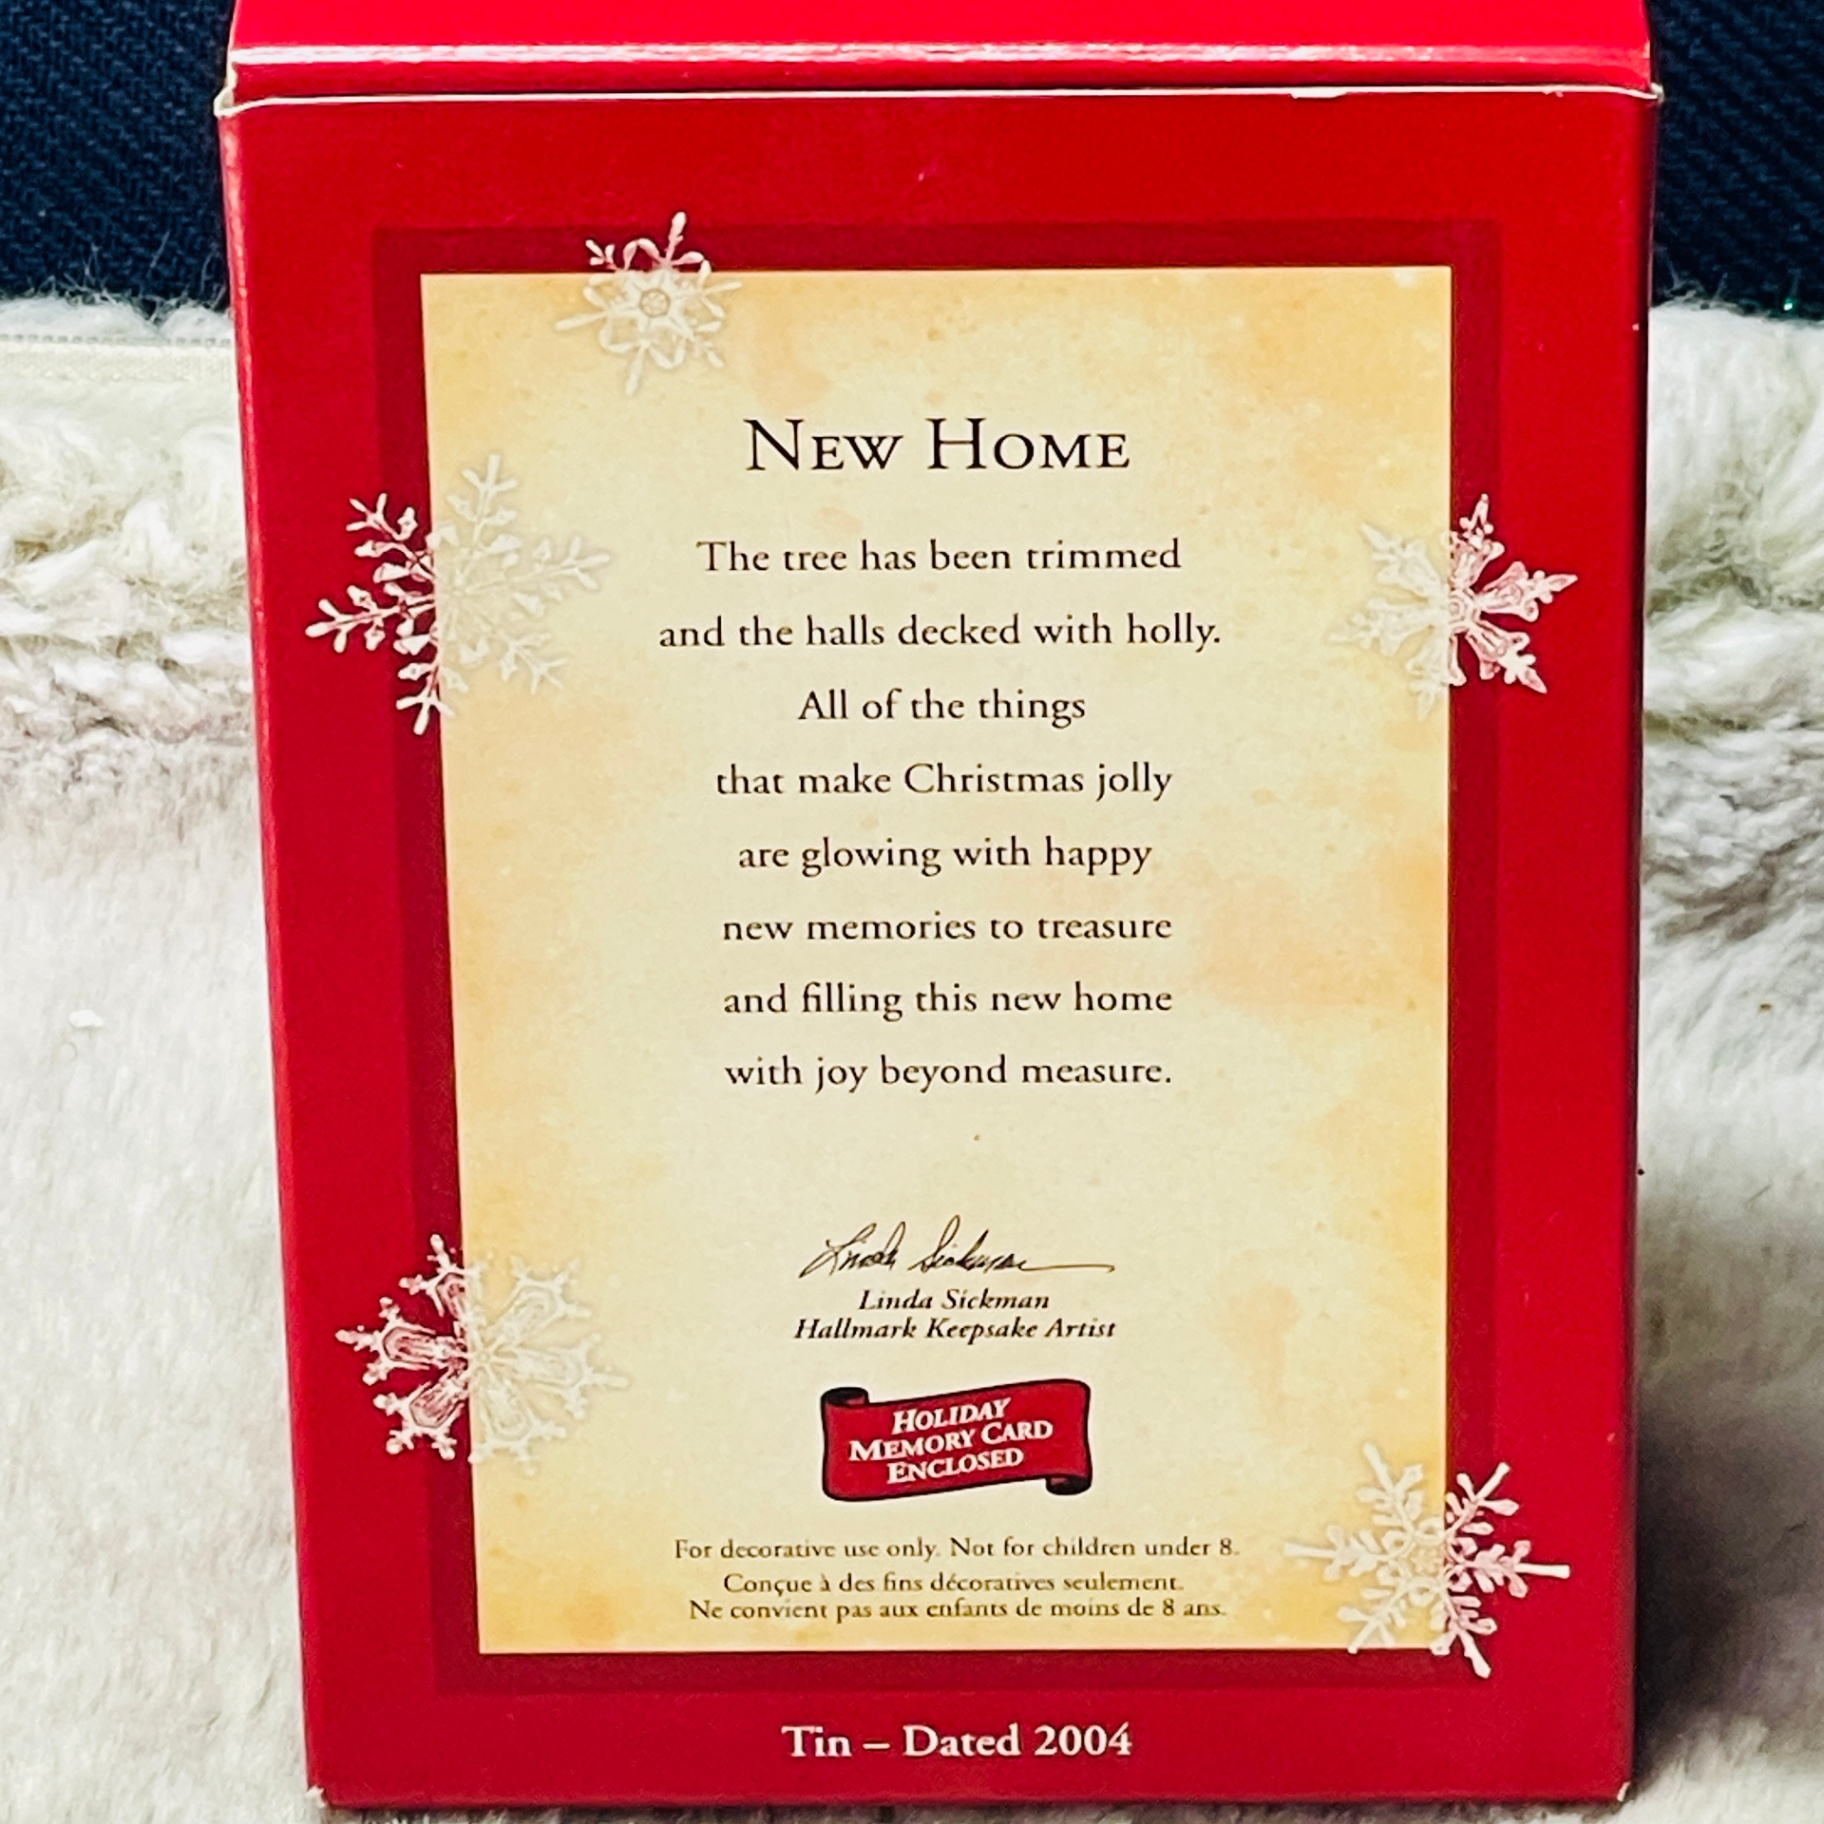 NEW HOME
The tree has been trimmed
and the halls decked with holly.
All of the things
that make Christmas jolly
are glowing with happy
new memories to treasure
and filling this new home
with joy beyond measure.
Linda Sickman
Linda Sickman
Hallmark Keepsake Artist
HOLIDAY
MEMORY CARD
ENCLOSED
For decorative use only. Not for children under 8.
Conçue à des fins décoratives seulement.
Ne convient pas aux enfants de moins de 8 ans.
Tin – Dated 2004